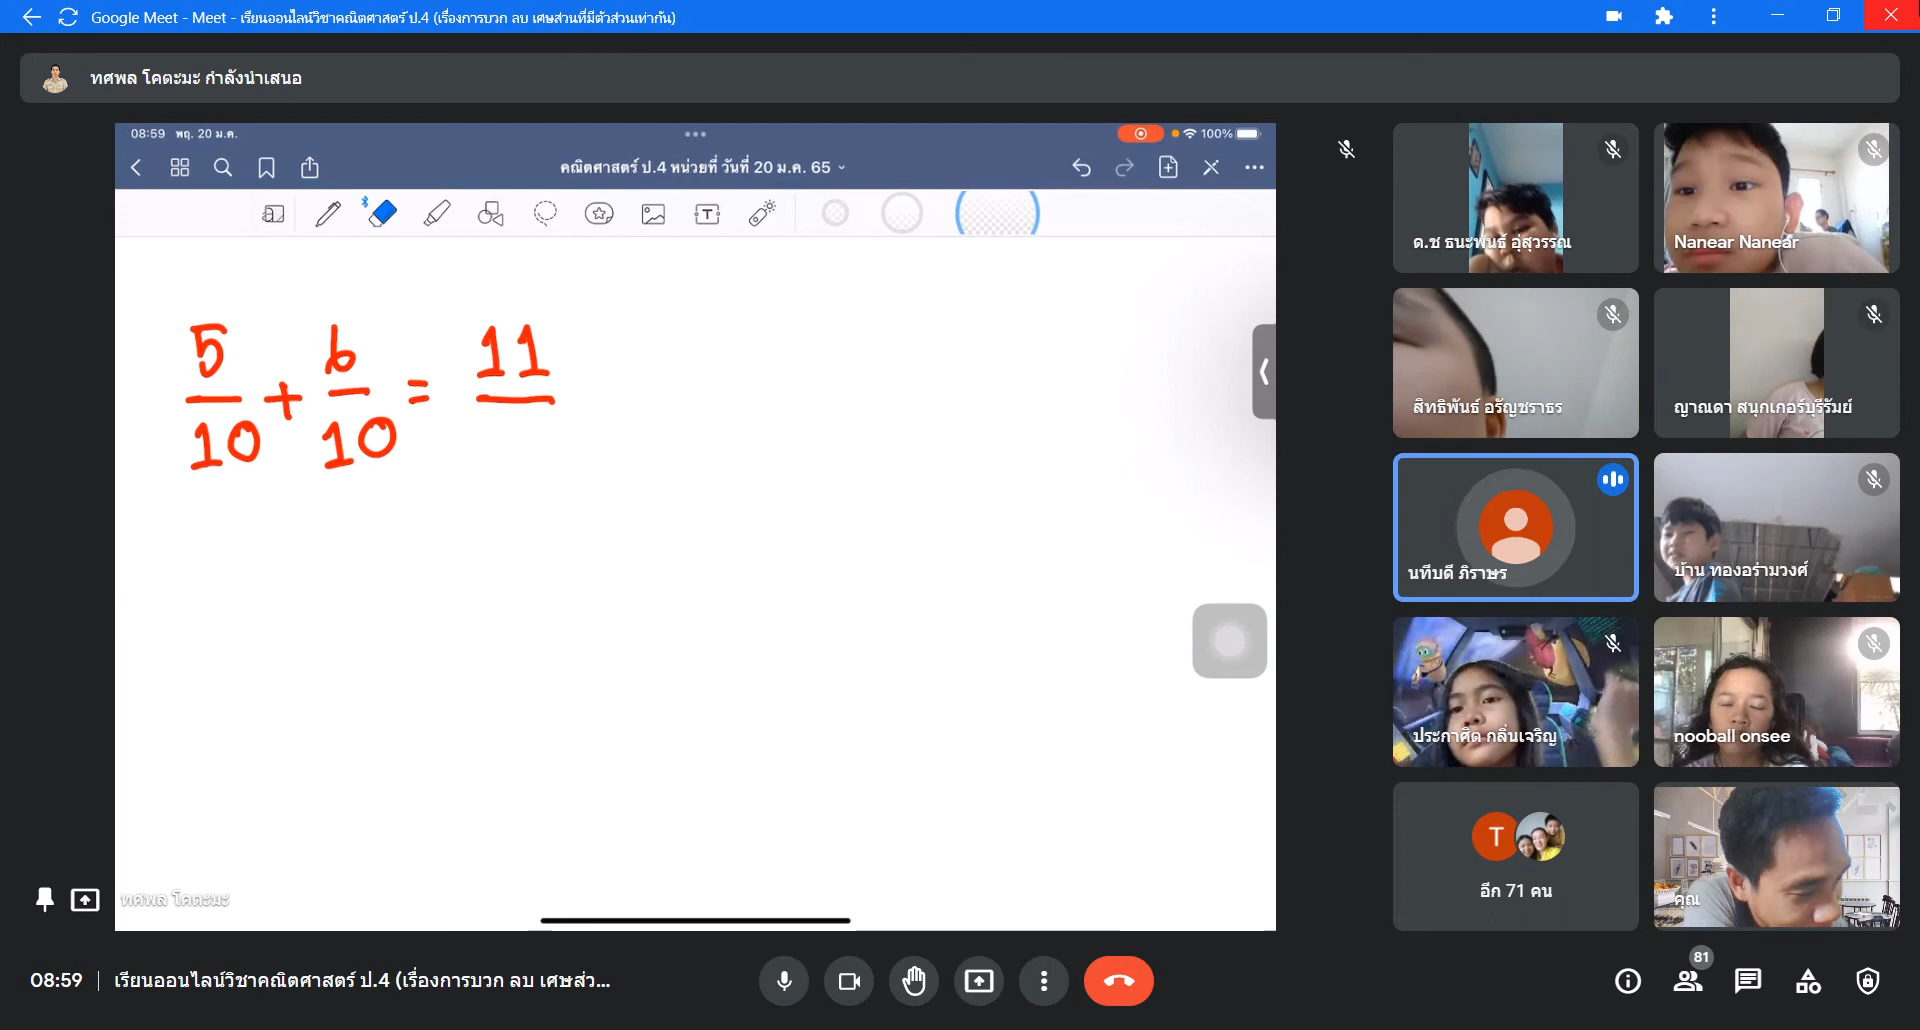 Google Meet - Meet - เรียนออนไลน์วิชาคณิตศาสตร์ ป.4 (เรื่องการบวก ลบ เศษส่วนที่มีตัวส่วนเท่ากัน)
ทศพล โคตะมะ กำลังนำเสนอ
08:59 พฤ. 20 ม.ค.
100%
คณิตศาสตร์ ป.4 หน่วยที่ วันที่ 20 ม.ค. 65
T
5/10 + 6/10 = 11
ด.ช ธนะพันธ์ อุ่สุวรรณ
Nanear Nanear
สิทธิพันธ์ อรัญชราธร
ญาณดา สนุกเกอร์บุรีรัมย์
นทีบดี ภิราษร
บ้าน ทองอร่ามวงศ์
ประกาศิต กลิ่นเจริญ
nooball onsee
T
อีก 71 คน
คุณ
ทศพล โคตะมะ
08:59 | เรียนออนไลน์วิชาคณิตศาสตร์ ป.4 (เรื่องการบวก ลบ เศษส่ว...
81